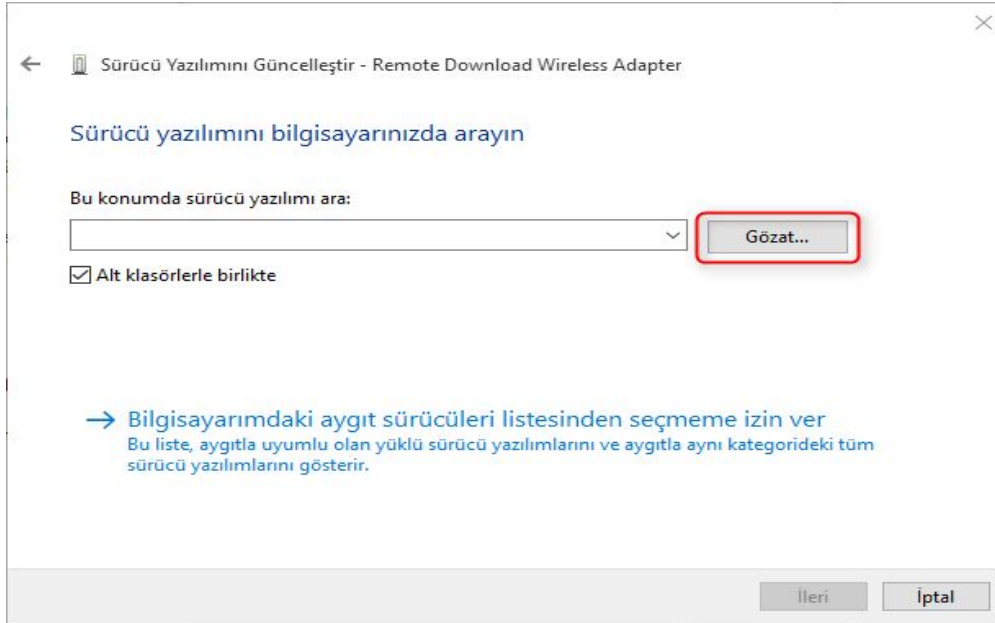 Sürücü Yazılımını Güncelleştir - Remote Download Wireless Adapter
Sürücü yazılımını bilgisayarınızda arayın
Bu konumda sürücü yazılımı ara:
Gözat...
Alt klasörlerle birlikte
Bilgisayarımdaki aygıt sürücüleri listesinden seçmeme izin ver
Bu liste, aygıtla uyumlu olan yüklü sürücü yazılımlarını ve aygıtla aynı kategorideki tüm
sürücü yazılımlarını gösterir.
İleri
İptal